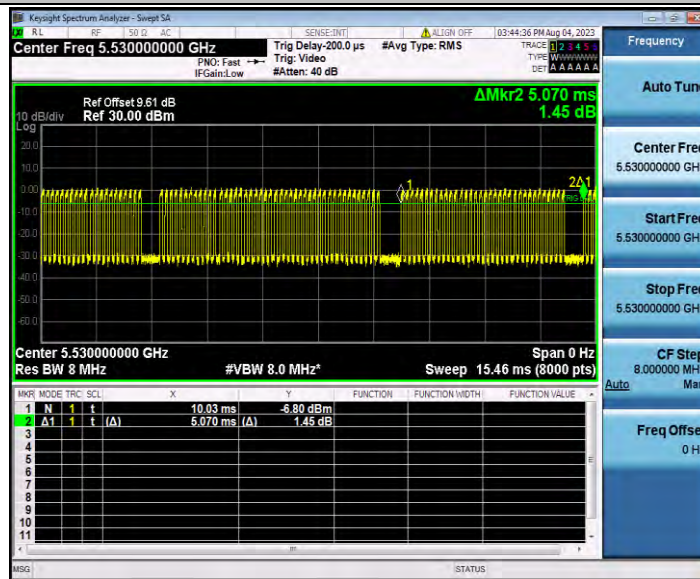 Keysight Spectrum Analyzer - Swept SA
RL RF 50 Ω AC SENSE:INT ALIGN OFF 03:44:36 PM Aug 04, 2023
Center Freq 5.530000000 GHz
PNO: Fast
IFGain:Low
Trig Delay-200.0 µs
Trig: Video
#Atten: 40 dB
#Avg Type: RMS
TRACE 1 2 3 4 5 6
TYPE
DET A A A A A A
Frequency
Ref Offset 9.61 dB
Ref 30.00 dBm
ΔMkr2 5.070 ms
1.45 dB
10 dB/div
Log
20.0
10.0
0.00
-10.0
-20.0
-30.0
-40.0
-50.0
-60.0
1
2Δ1
Center 5.530000000 GHz
Span 0 Hz
Res BW 8 MHz
#VBW 8.0 MHz*
Sweep 15.46 ms (8000 pts)
MKR MODE TRC SCL X Y FUNCTION FUNCTION WIDTH FUNCTION VALUE
1 N 1 t 10.03 ms -6.80 dBm
2 Δ1 1 t (Δ) 5.070 ms (Δ) 1.45 dB
3
4
5
6
7
8
9
10
11
MSG
STATUS
Auto Tun
Center Fre
5.530000000 GH
Start Fre
5.530000000 GH
Stop Fre
5.530000000 GH
CF Step
8.000000 MH
Auto Ma
Freq Offse
0 H